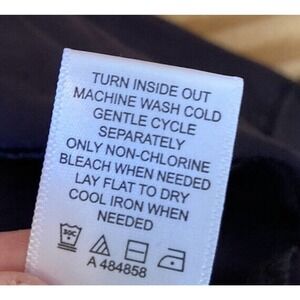 TURN INSIDE OUT
MACHINE WASH COLD
GENTLE CYCLE
SEPARATELY
ONLY NON-CHLORINE
BLEACH WHEN NEEDED
LAY FLAT TO DRY
COOL IRON WHEN
NEEDED
30C
A 484858